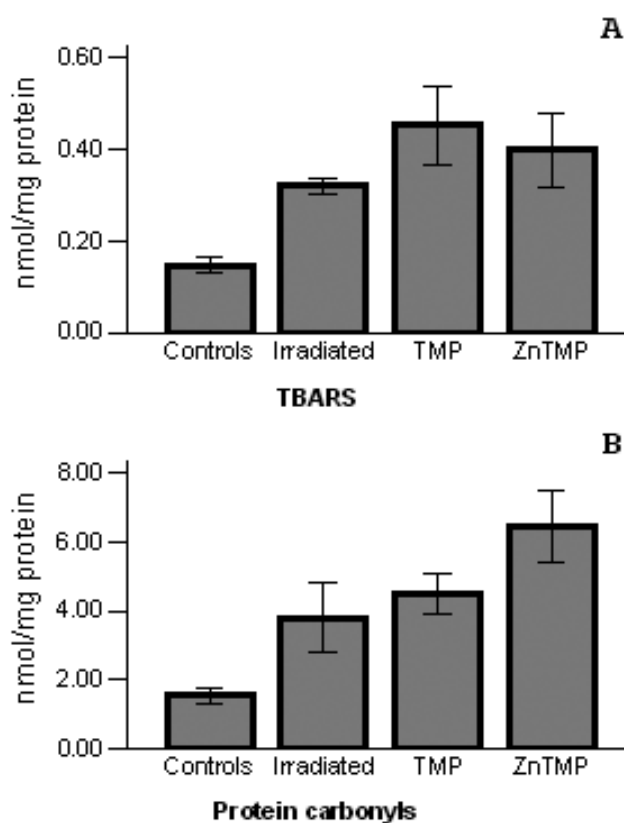 A
nmol/mg protein
0.60
0.40
0.20
0.00
Controls Irradiated TMP ZnTMP
TBARS
B
nmol/mg protein
8.00
6.00
4.00
2.00
0.00
Controls Irradiated TMP ZnTMP
Protein carbonyls